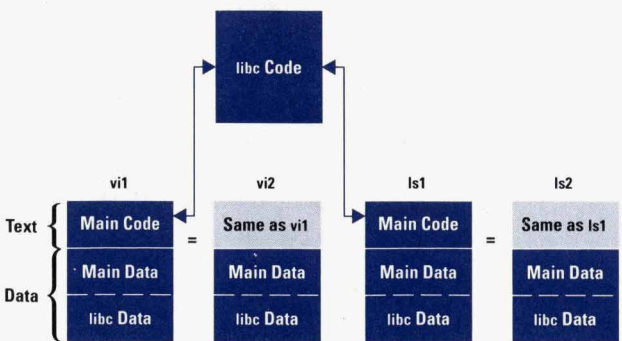 libc Code
vi1 vi2 ls1 ls2
Text Main Code = Same as vi1 Main Code = Same as ls1
Data Main Data Main Data Main Data Main Data
libc Data libc Data libc Data libc Data